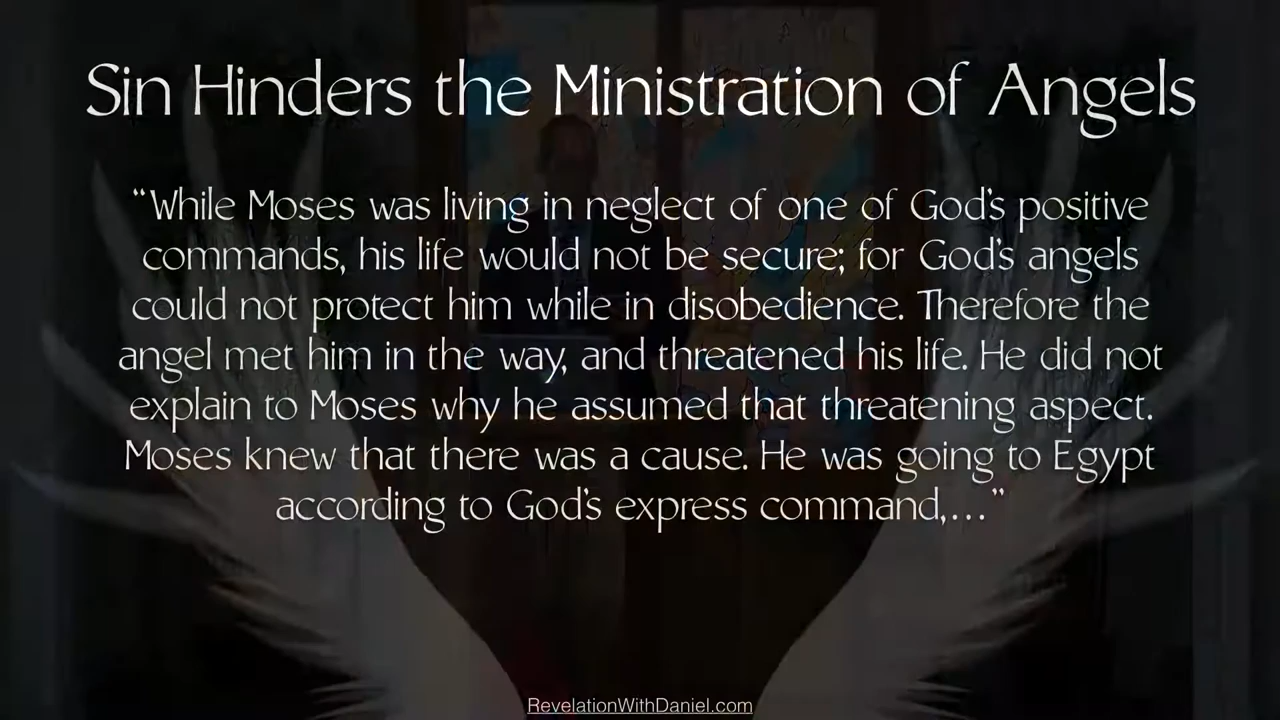 Sin Hinders the Ministration of Angels
“While Moses was living in neglect of one of God’s positive
commands, his life would not be secure; for God’s angels
could not protect him while in disobedience. Therefore the
angel met him in the way, and threatened his life. He did not
explain to Moses why he assumed that threatening aspect.
Moses knew that there was a cause. He was going to Egypt
according to God’s express command,…”
RevelationWithDaniel.com